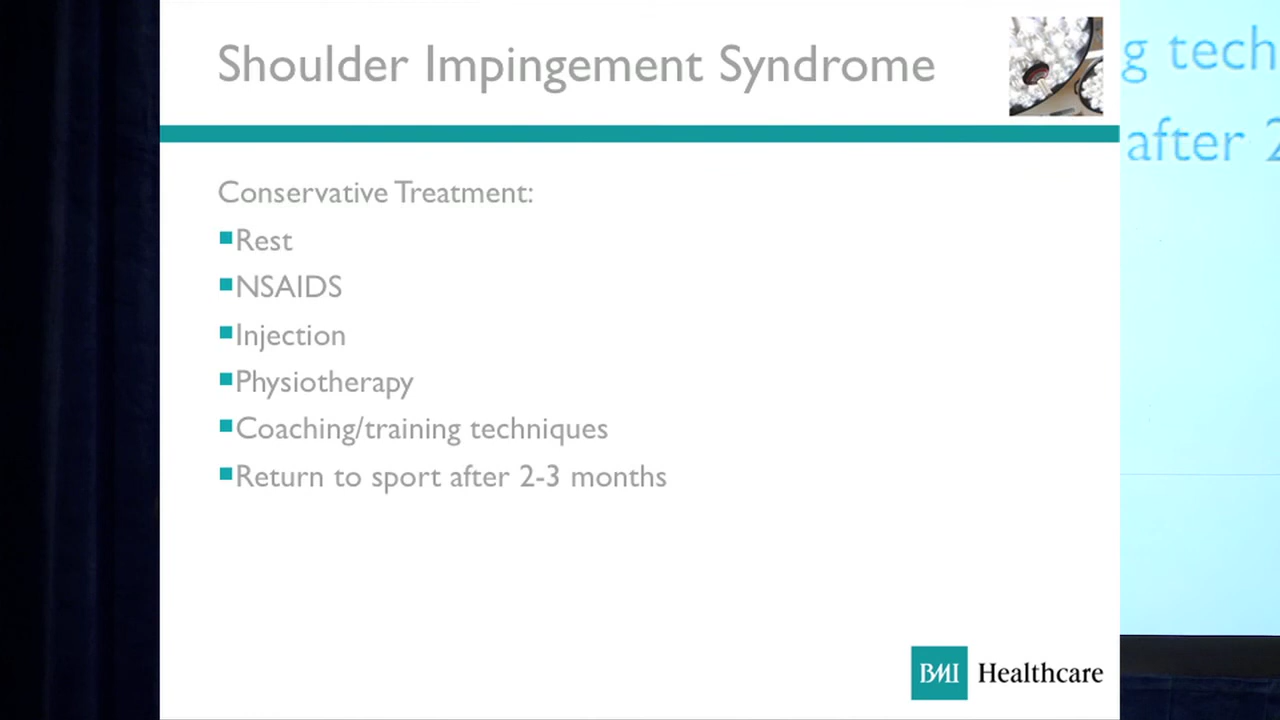 Shoulder Impingement Syndrome
Conservative Treatment:
Rest
NSAIDS
Injection
Physiotherapy
Coaching/training techniques
Return to sport after 2-3 months
BMI Healthcare
g tech
after 2